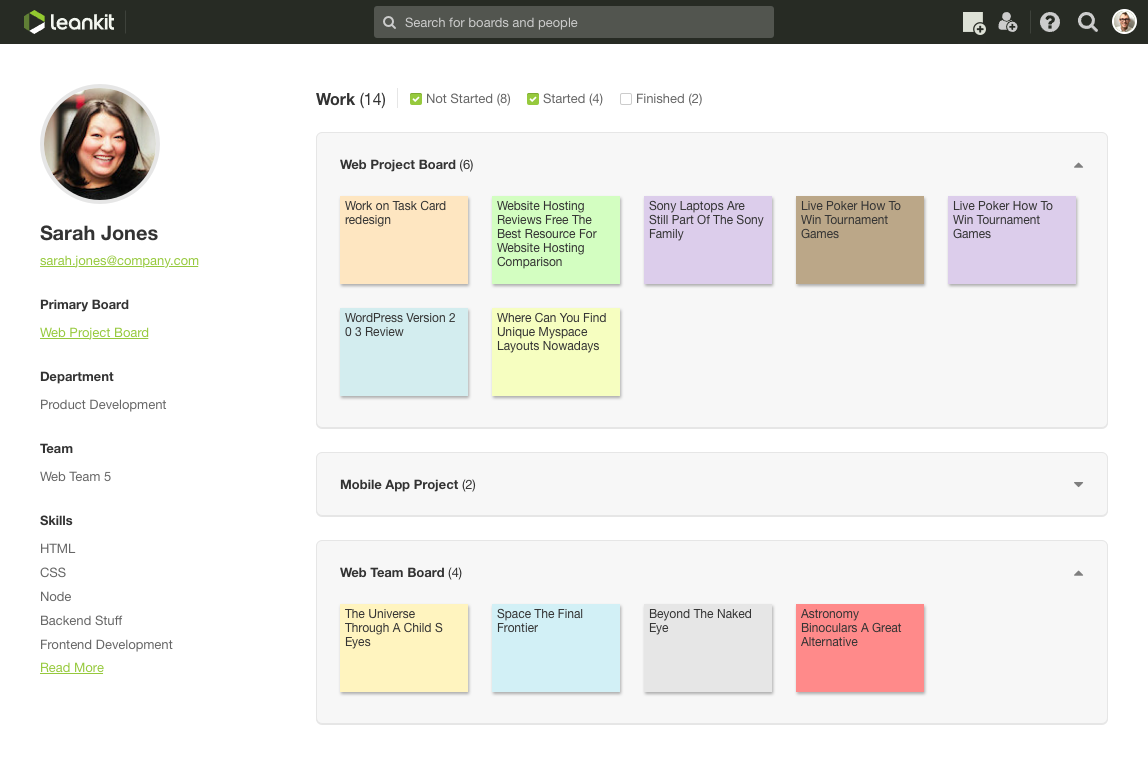 leankit
Search for boards and people
Sarah Jones
sarah.jones@company.com
Primary Board
Web Project Board
Department
Product Development
Team
Web Team 5
Skills
HTML
CSS
Node
Backend Stuff
Frontend Development
Read More
Work (14)
Not Started (8)
Started (4)
Finished (2)
Web Project Board (6)
Work on Task Card
redesign
Website Hosting
Reviews Free The
Best Resource For
Website Hosting
Comparison
Sony Laptops Are
Still Part Of The Sony
Family
Live Poker How To
Win Tournament
Games
Live Poker How To
Win Tournament
Games
WordPress Version 2
0 3 Review
Where Can You Find
Unique Myspace
Layouts Nowadays
Mobile App Project (2)
Web Team Board (4)
The Universe
Through A Child S
Eyes
Space The Final
Frontier
Beyond The Naked
Eye
Astronomy
Binoculars A Great
Alternative